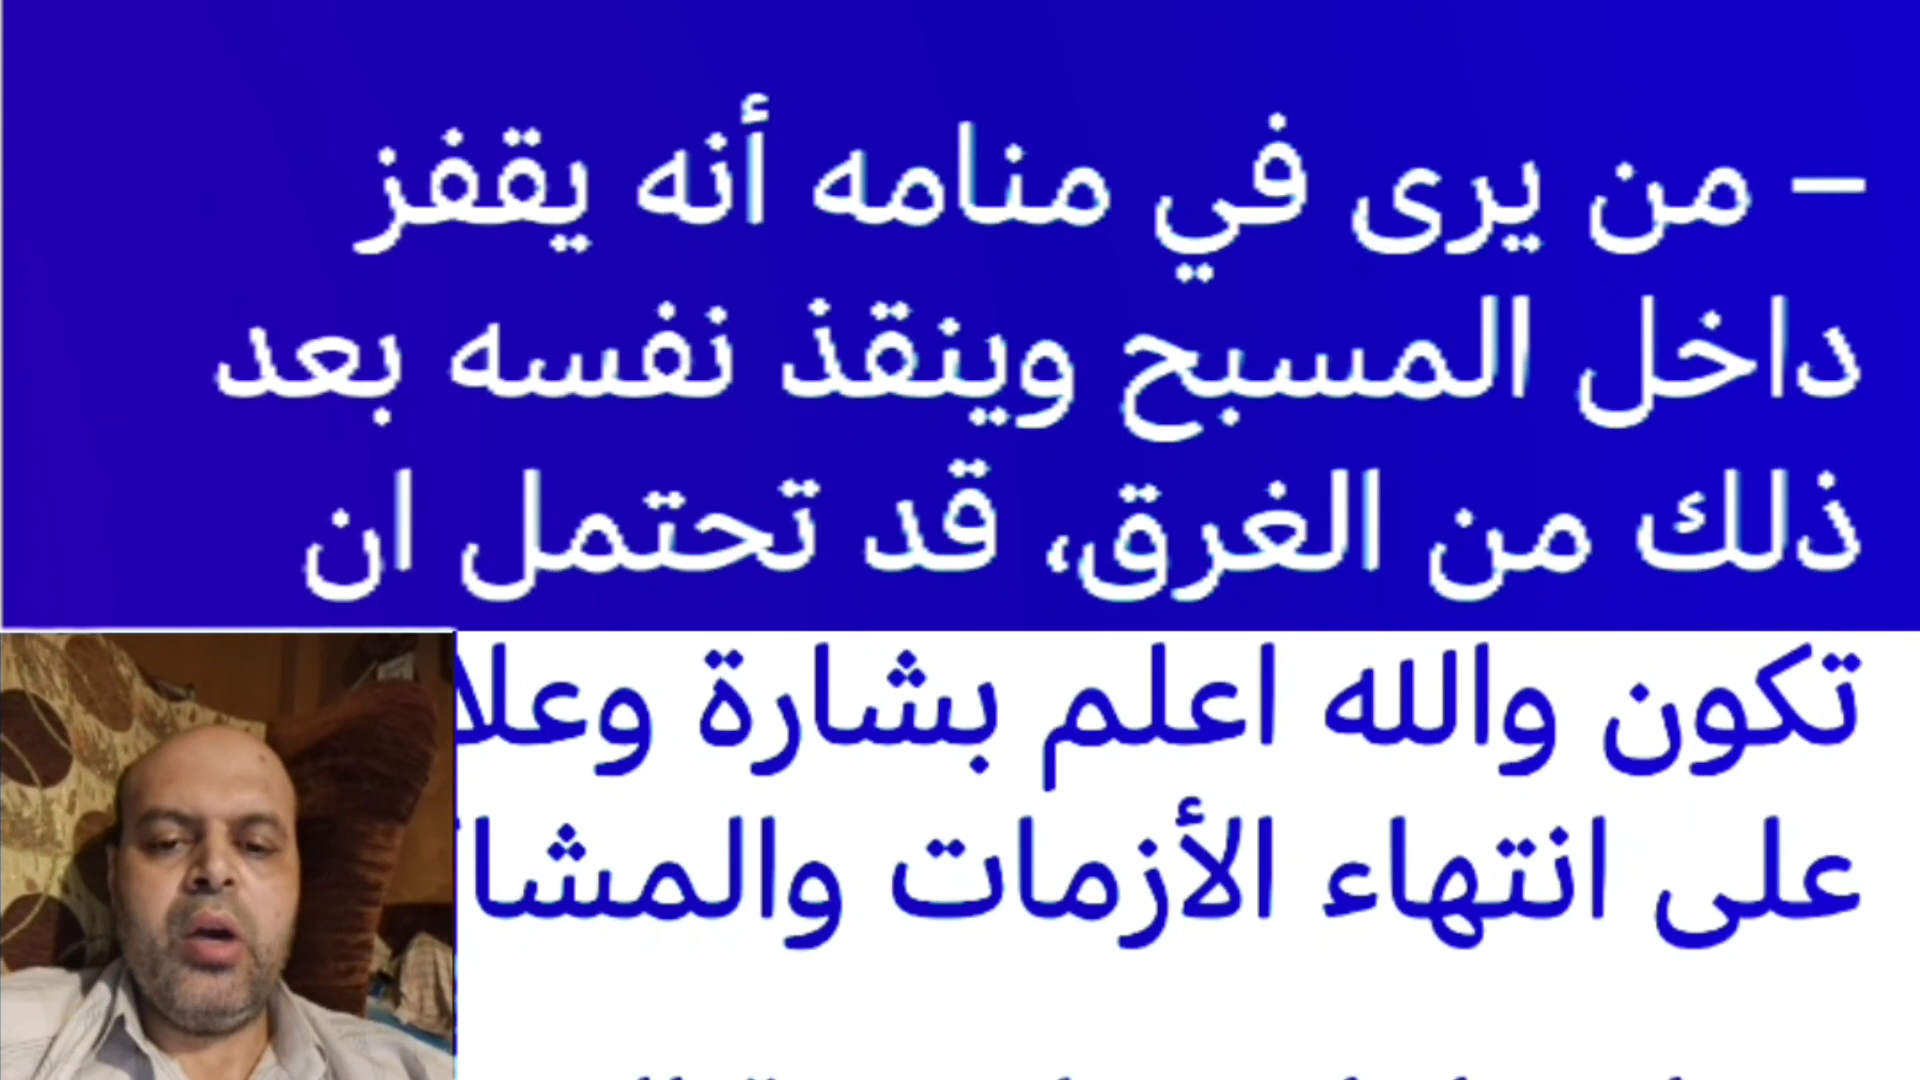 – من يرى في منامه أنه يقفز
داخل المسبح وينقذ نفسه بعد
ذلك من الغرق، قد تحتمل ان
تكون والله اعلم بشارة
على انتهاء الأزمات